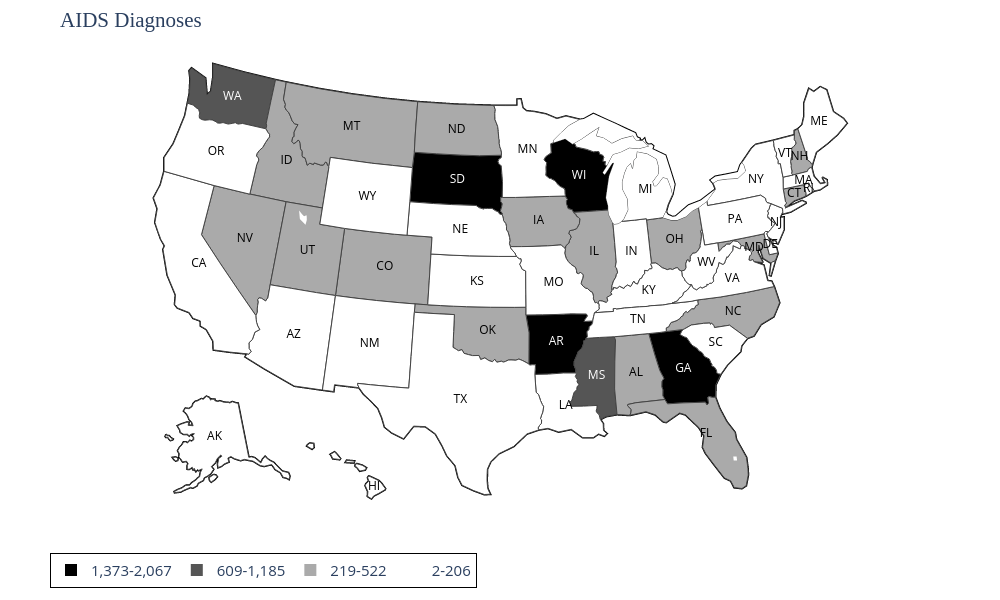 AIDS Diagnoses
WA
ME
MT
ND
OR
MN
VT NH
ID
SD
WI
MI
NY
MA
WY
CT RI
IA
PA
NJ
NE
NV
UT
CO
IL
IN
OH
MD DE
CA
WV
KS
MO
KY
VA
AZ
NM
OK
AR
TN
NC
SC
MS
AL
GA
TX
LA
AK
FL
HI
1,373-2,067 609-1,185 219-522 2-206